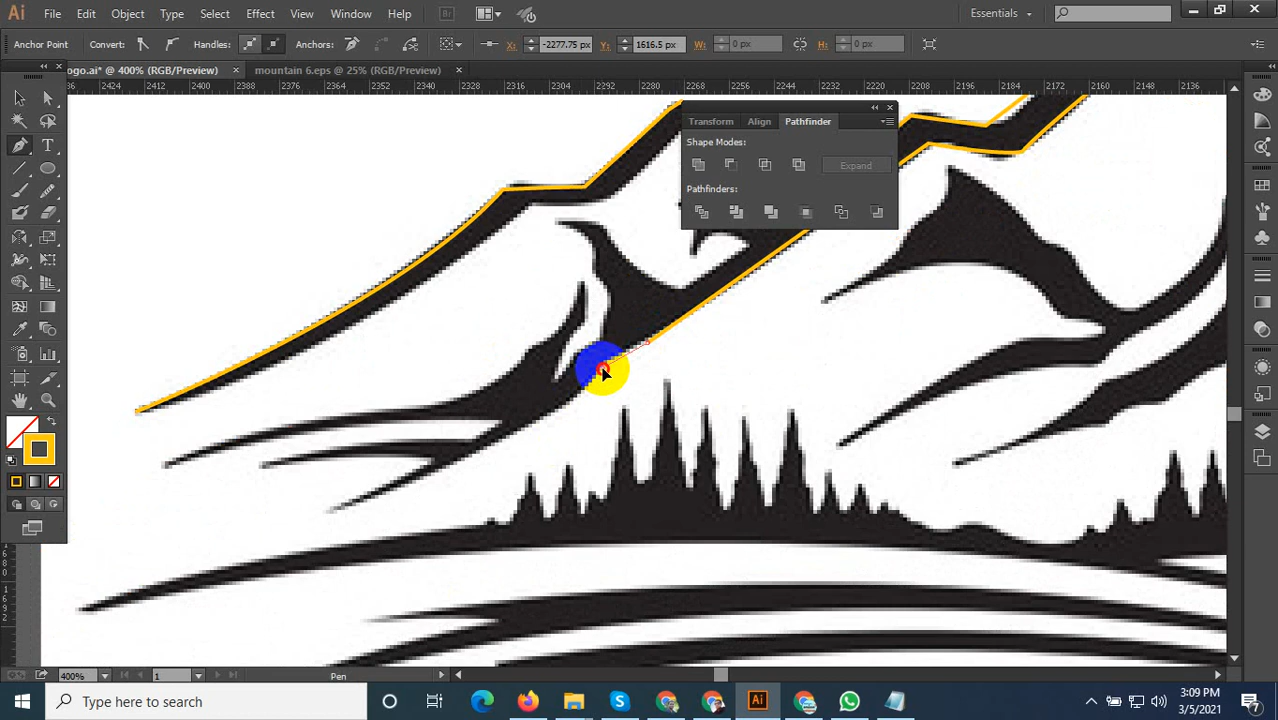 Ai File Edit Object Type Select Effect View Window Help Br Essentials
Anchor Point Convert: Handles: Anchors: X: -2277.75 px Y: 1616.5 px W: 0 px H: 0 px
ogo.ai* @ 400% (RGB/Preview) × mountain 6.eps @ 25% (RGB/Preview) ×
2424 2412 2400 2388 2376 2364 2352 2340 2328 2316 2304 2292 2280 2268 2256 2244 2232 2220 2208 2196 2184 2172 2160 2148 2136
Transform Align Pathfinder
Shape Modes:
Expand
Pathfinders:
400% 1 Pen
Type here to search
Ai
3:09 PM
3/5/2021
7